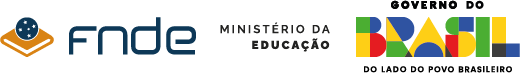 fnde
MINISTÉRIO DA
EDUCAÇÃO
GOVERNO DO
BRASIL
DO LADO DO POVO BRASILEIRO